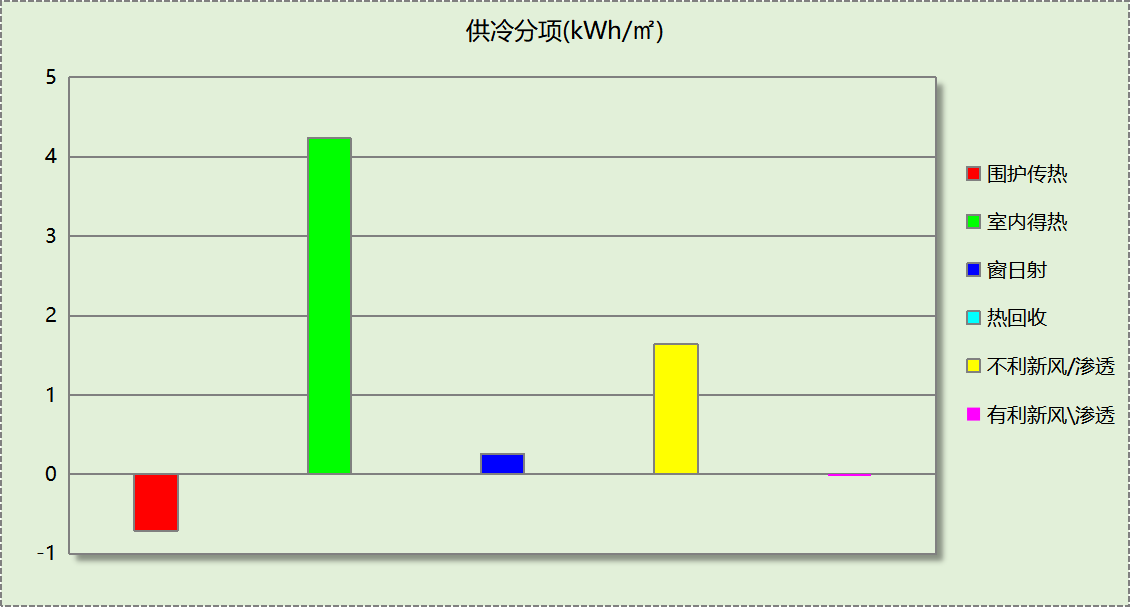 供冷分项(kWh/㎡)
5
4
3
2
1
0
-1
围护传热
室内得热
窗日射
热回收
不利新风/渗透
有利新风\渗透